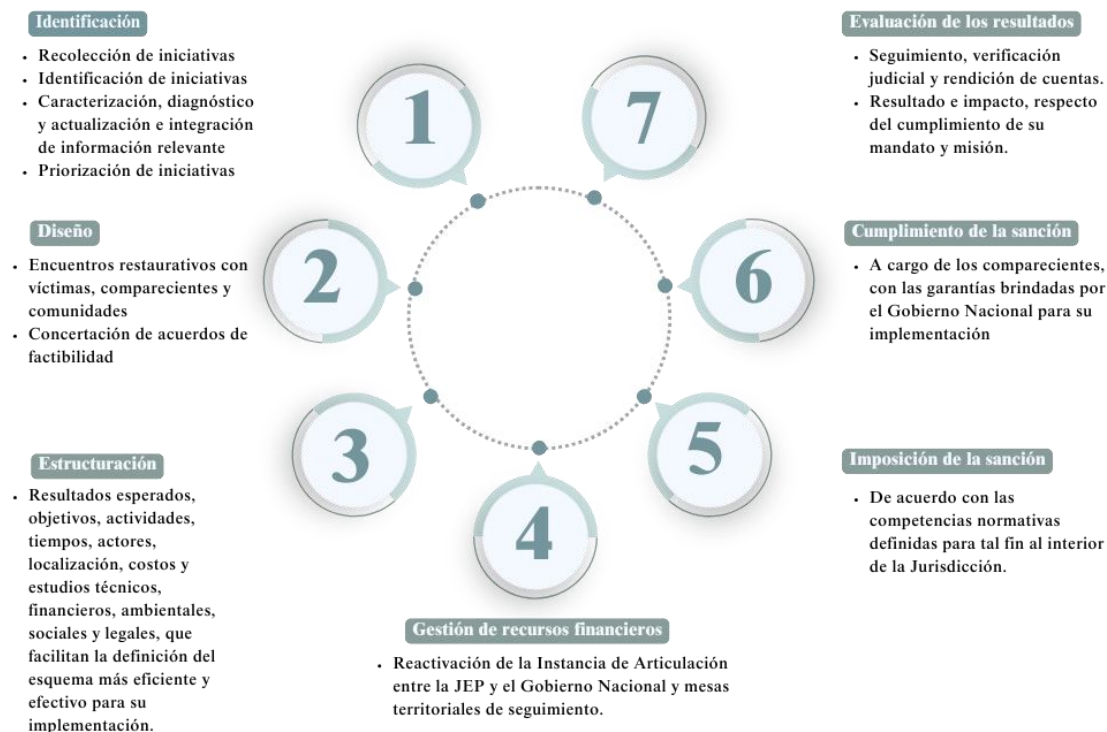 Identificación
• Recolección de iniciativas
• Identificación de iniciativas
• Caracterización, diagnóstico
y actualización e integración
de información relevante
• Priorización de iniciativas
1
Diseño
• Encuentros restaurativos con
víctimas, comparecientes y
comunidades
• Concertación de acuerdos de
factibilidad
2
Estructuración
• Resultados esperados,
objetivos, actividades,
tiempos, actores,
localización, costos y
estudios técnicos,
financieros, ambientales,
sociales y legales, que
facilitan la definición del
esquema más eficiente y
efectivo para su
implementación.
3
4
Gestión de recursos financieros
• Reactivación de la Instancia de Articulación
entre la JEP y el Gobierno Nacional y mesas
territoriales de seguimiento.
5
Imposición de la sanción
• De acuerdo con las
competencias normativas
definidas para tal fin al interior
de la Jurisdicción.
6
Cumplimiento de la sanción
• A cargo de los comparecientes,
con las garantías brindadas por
el Gobierno Nacional para su
implementación
7
Evaluación de los resultados
• Seguimiento, verificación
judicial y rendición de cuentas.
• Resultado e impacto, respecto
del cumplimiento de su
mandato y misión.